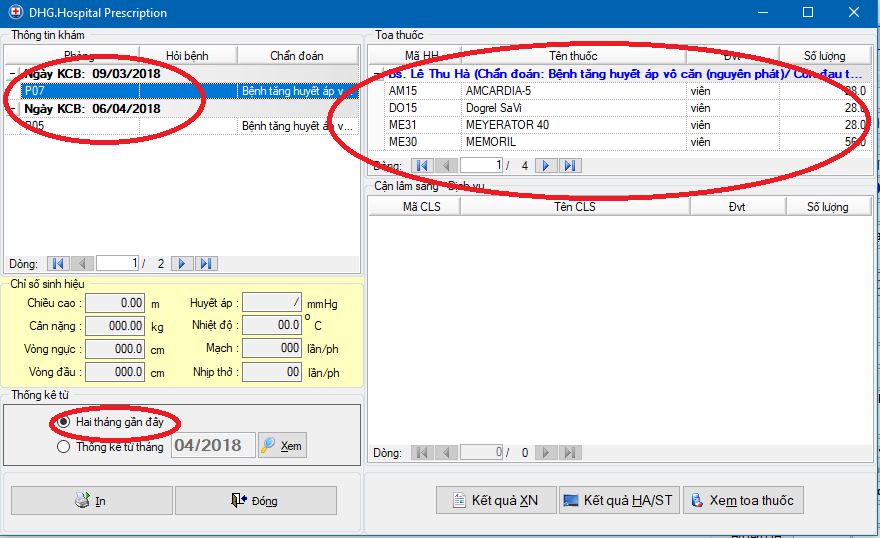 DHG.Hospital Prescription
Thông tin khám
Phòng Hỏi bệnh Chẩn đoán
Ngày KCB: 09/03/2018
P07 Bệnh tăng huyết áp v...
Ngày KCB: 06/04/2018
P05 Bệnh tăng huyết áp v...
Dòng: 1 / 2
Chỉ số sinh hiệu
Chiều cao : 0.00 m Huyết áp : / mmHg
Cân nặng : 000.00 kg Nhiệt độ : 00.0 °C
Vòng ngực : 000.0 cm Mạch : 000 lần/ph
Vòng đầu : 000.0 cm Nhịp thở : 00 lần/ph
Thống kê từ
Hai tháng gần đây
Thống kê từ tháng 04/2018 Xem
In Đóng
Toa thuốc
Mã HH Tên thuốc Đvt Số lượng
Bs. Lê Thu Hà (Chẩn đoán: Bệnh tăng huyết áp vô căn (nguyên phát)/ Cơn đau t...
AM15 AMCARDIA-5 viên 28.0
DO15 Dogrel SaVi viên 28.0
ME31 MEYERATOR 40 viên 28.0
ME30 MEMORIL viên 56.0
Dòng: 1 / 4
Cận lâm sàng - Dịch vụ
Mã CLS Tên CLS Đvt Số lượng
Dòng: 0 / 0
Kết quả XN Kết quả HA/ST Xem toa thuốc